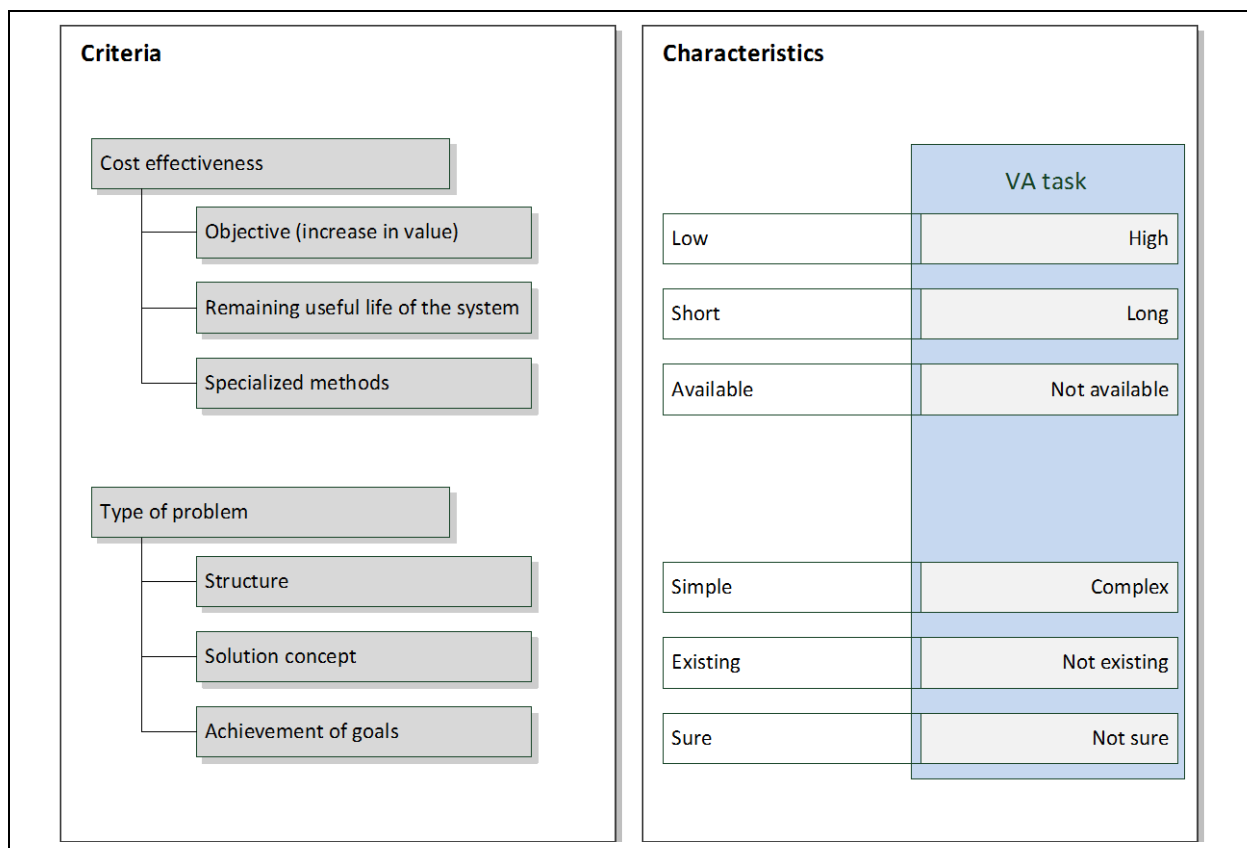 Criteria
Cost effectiveness
Objective (increase in value)
Remaining useful life of the system
Specialized methods
Type of problem
Structure
Solution concept
Achievement of goals
Characteristics
VA task
Low High
Short Long
Available Not available
Simple Complex
Existing Not existing
Sure Not sure